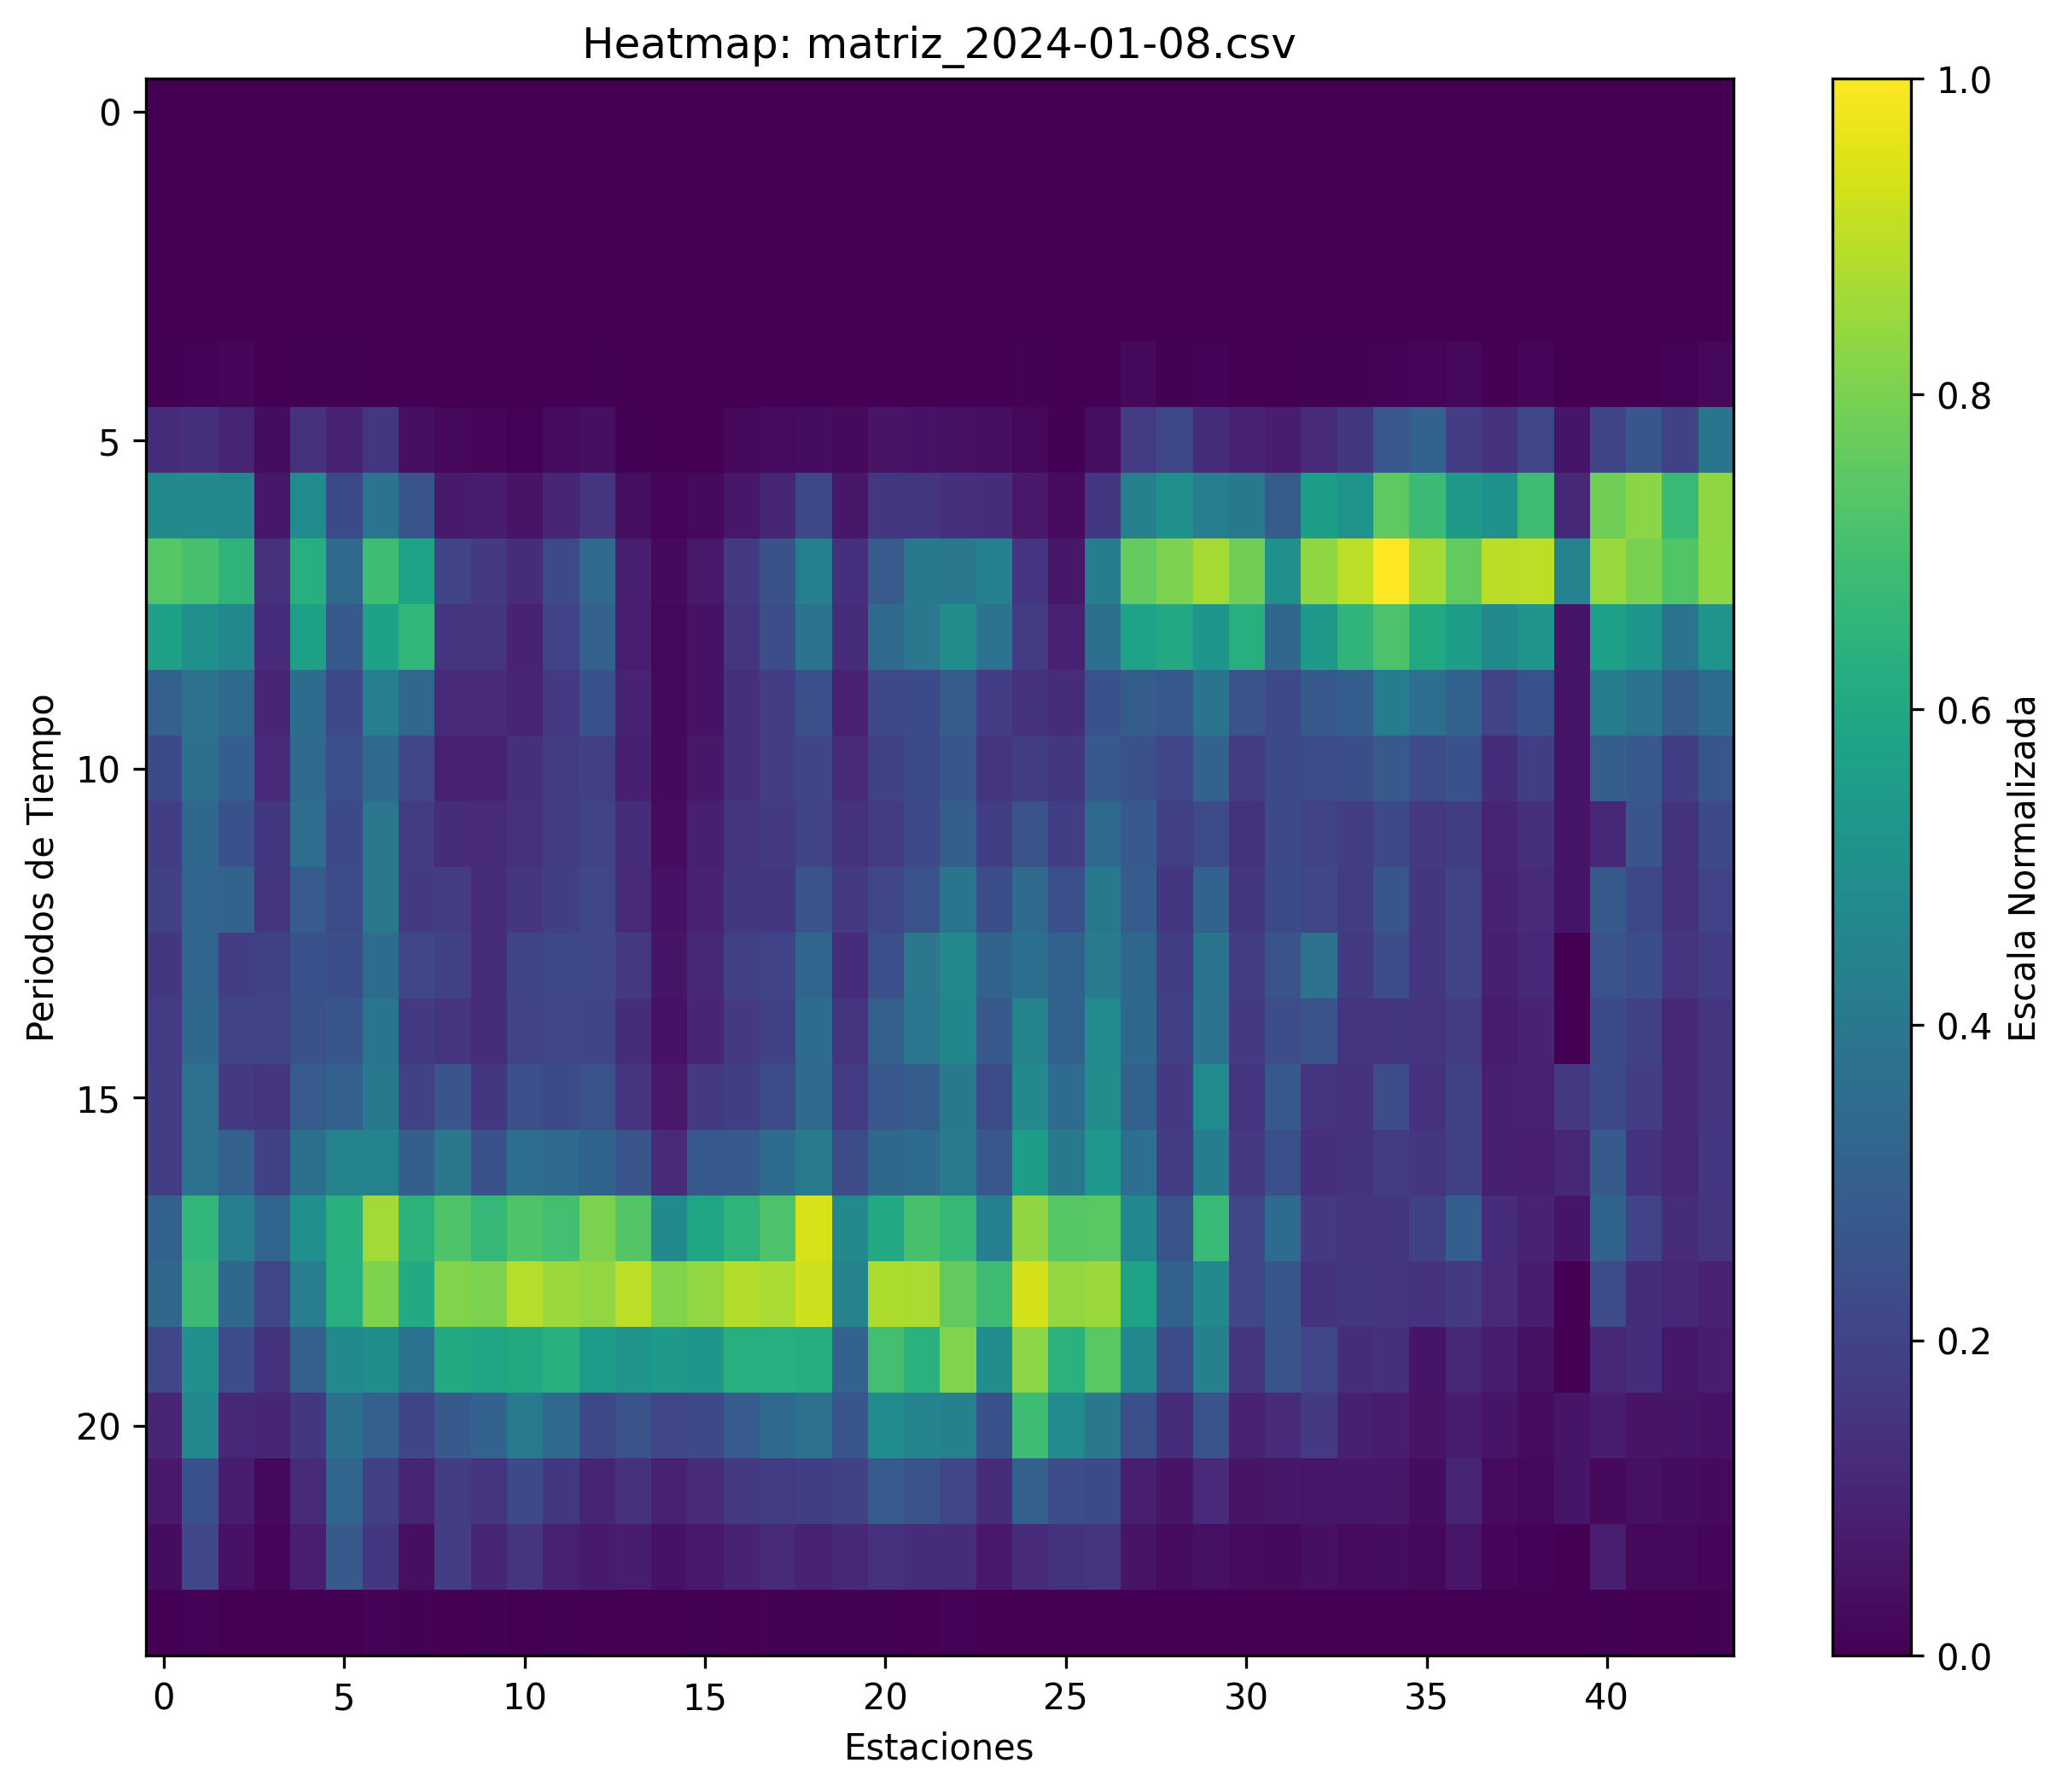 Heatmap: matriz_2024-01-08.csv
Periodos de Tiempo
0
5
10
15
20
0 5 10 15 20 25 30 35 40
Estaciones
1.0
0.8
0.6
0.4
0.2
0.0
Escala Normalizada